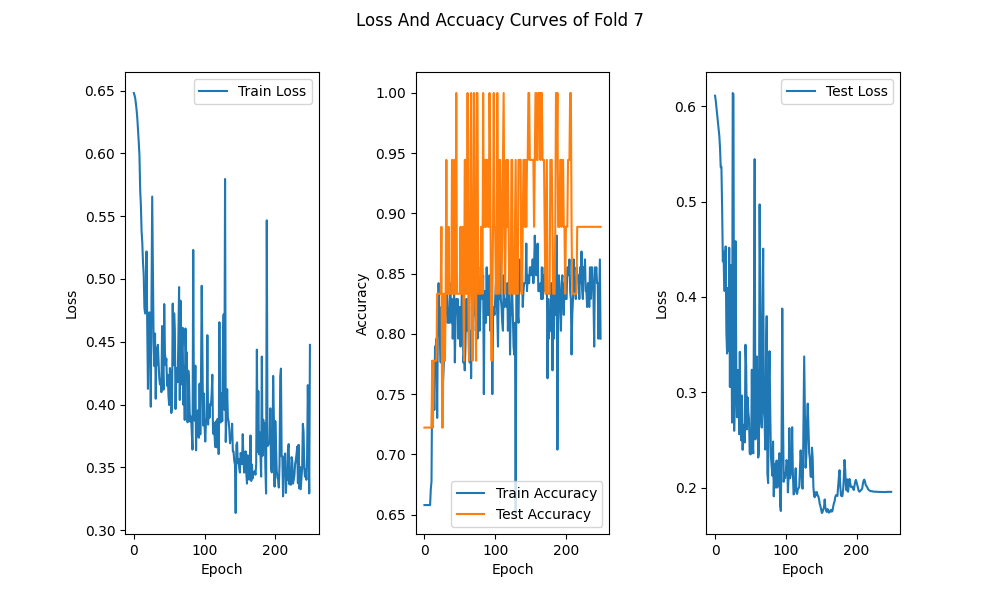 Loss And Accuacy Curves of Fold 7
Train Loss
0.65
0.60
0.55
0.50
0.45
0.40
0.35
0.30
Loss
0
100
200
Epoch
1.00
0.95
0.90
0.85
0.80
0.75
0.70
0.65
Accuracy
Train Accuracy
Test Accuracy
0
100
200
Epoch
Test Loss
0.6
0.5
0.4
0.3
0.2
Loss
0
100
200
Epoch